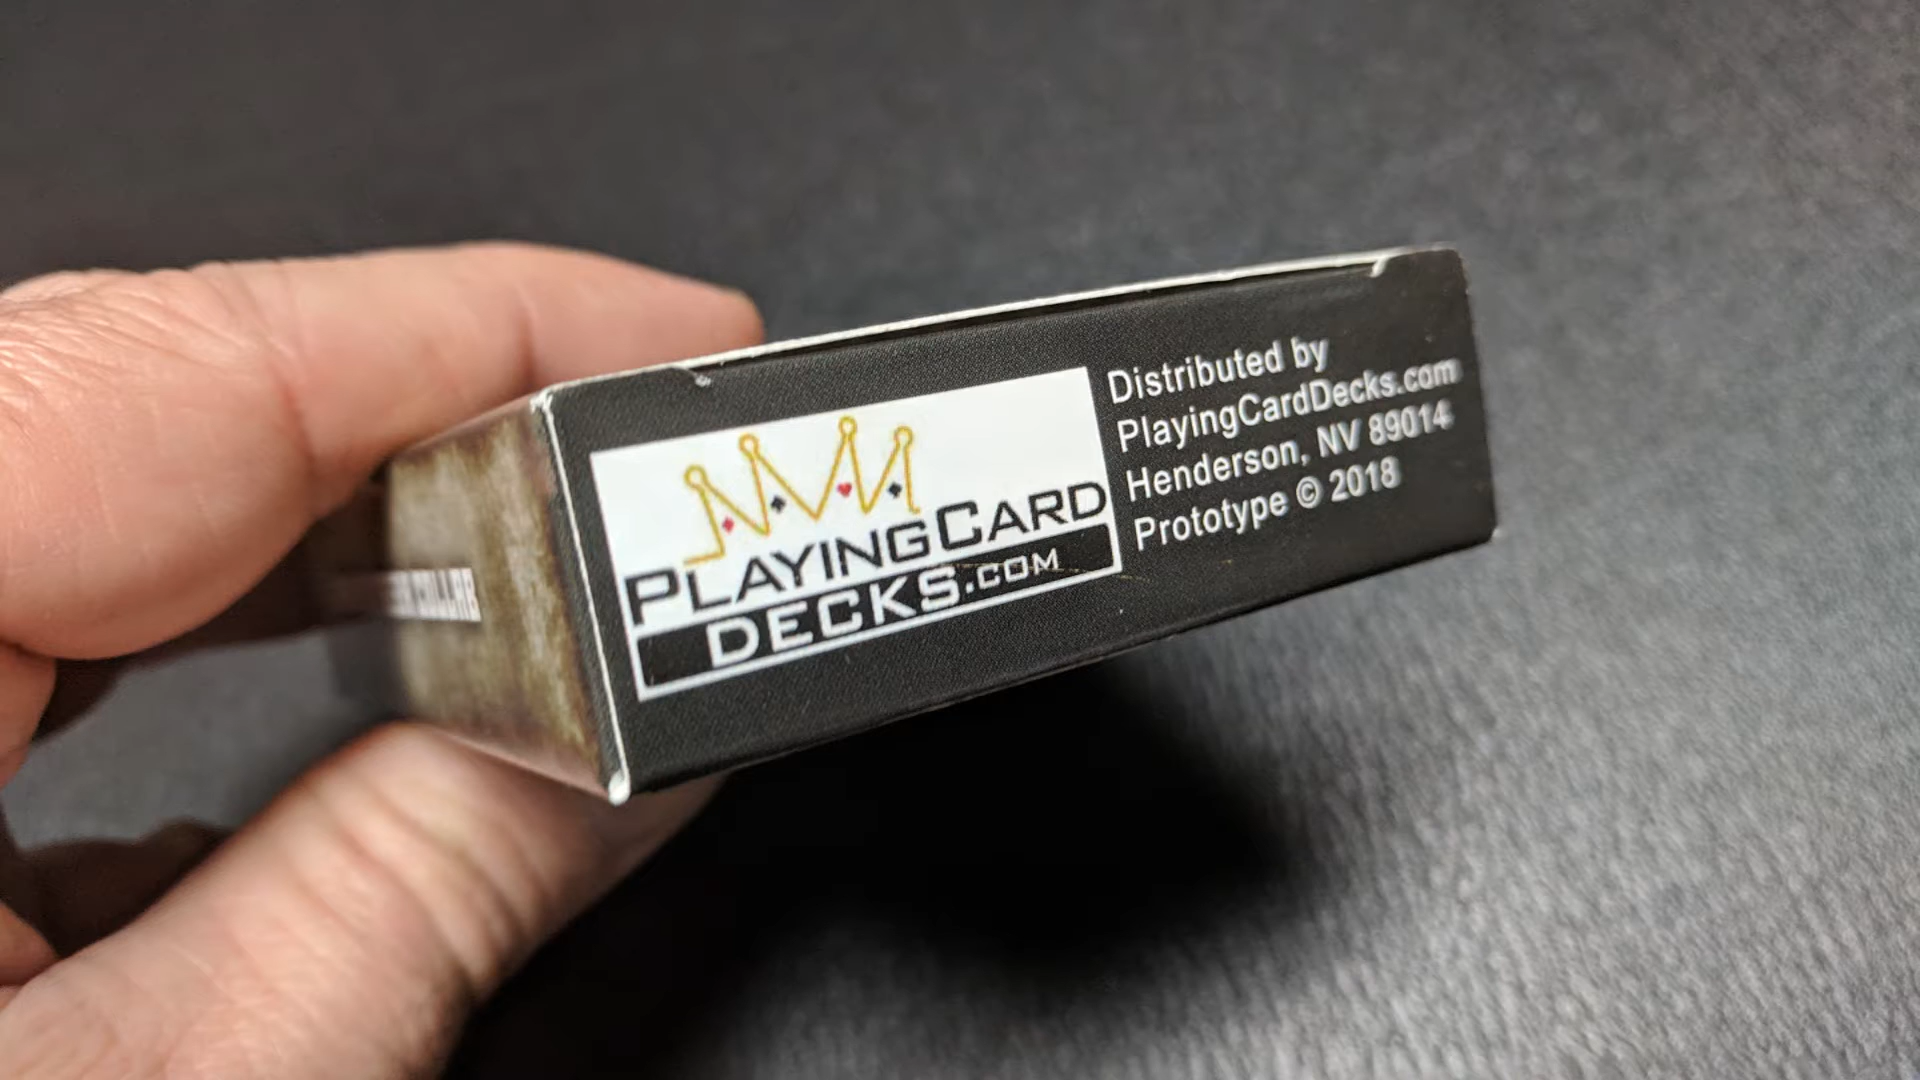 PLAYINGCARD
DECKS.COM
Distributed by
PlayingCardDecks.com
Henderson, NV 89014
Prototype © 2018